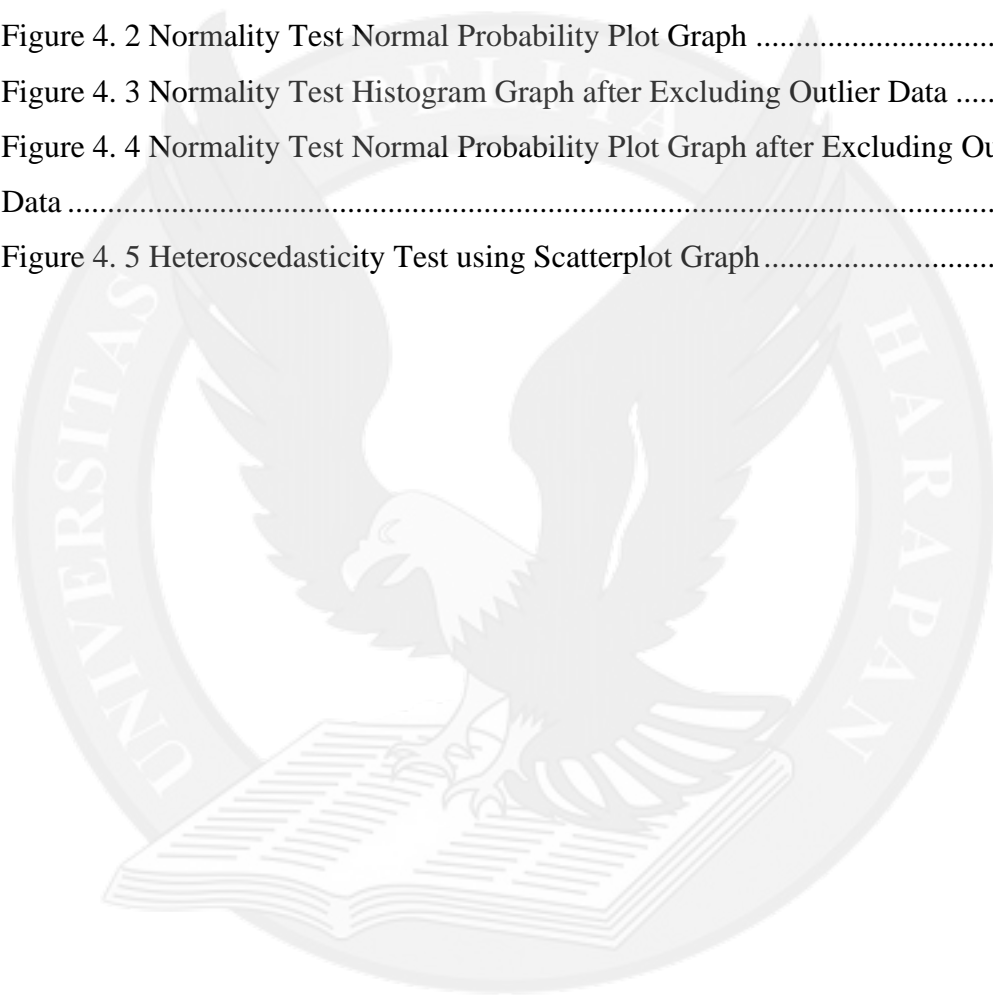 Figure 4. 2 Normality Test Normal Probability Plot Graph ..........................
Figure 4. 3 Normality Test Histogram Graph after Excluding Outlier Data .....
Figure 4. 4 Normality Test Normal Probability Plot Graph after Excluding Ou
Data ....................................................................................................
Figure 4. 5 Heteroscedasticity Test using Scatterplot Graph .........................
UNIVERSITAS PELITA HARAPAN